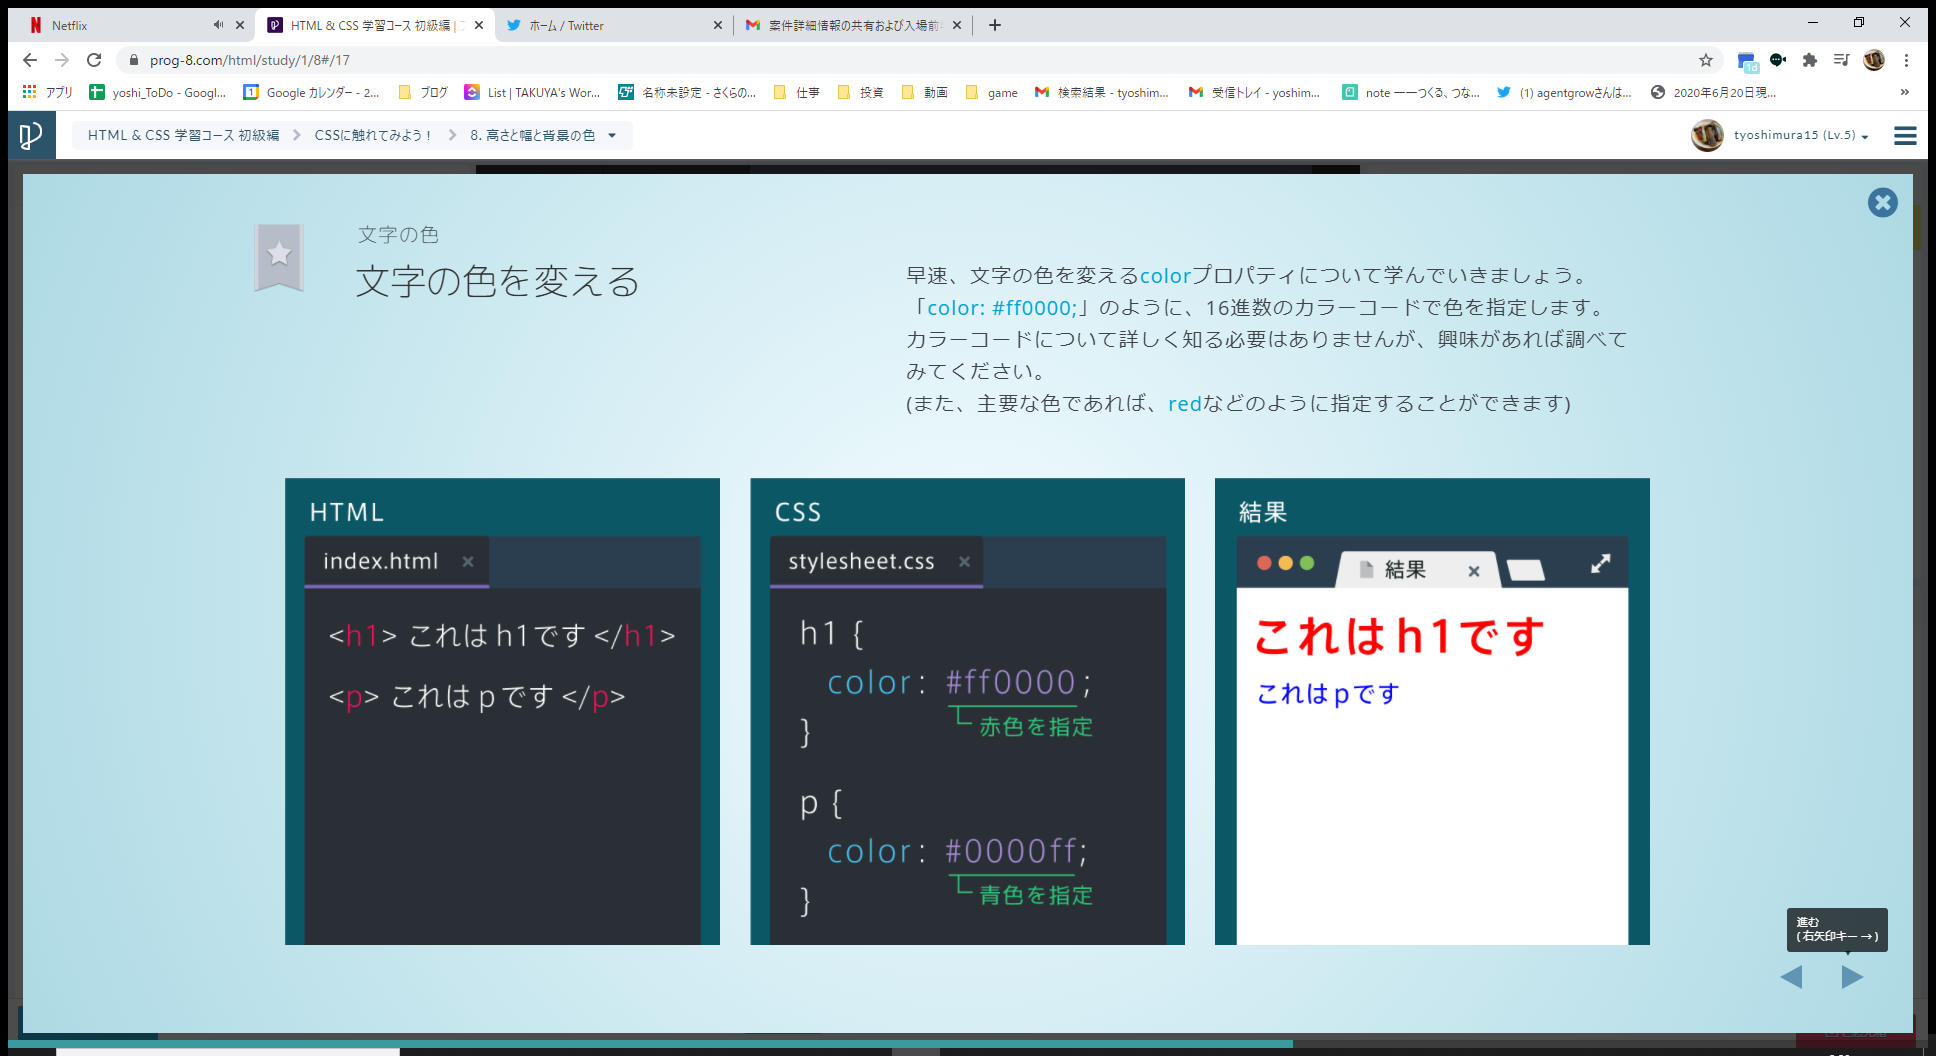 Netflix
HTML & CSS 学習コース 初級編 |
ホーム / Twitter
案件詳細情報の共有および入場前
prog-8.com/html/study/1/8#/17
1d
アプリ
yoshi_ToDo - Googl...
Google カレンダー - 2...
ブログ
List | TAKUYA's Wor...
名称未設定 - さくらの...
仕事
投資
動画
game
検索結果 - tyoshim...
受信トレイ - yoshim...
note ーーつくる、つな...
(1) agentgrowさんは...
2020年6月20日現...
»
HTML & CSS 学習コース 初級編
CSSに触れてみよう！
8. 高さと幅と背景の色
tyoshimura15 (Lv.5)
文字の色
文字の色を変える
早速、文字の色を変えるcolorプロパティについて学んでいきましょう。
「color: #ff0000;」のように、16進数のカラーコードで色を指定します。
カラーコードについて詳しく知る必要はありませんが、興味があれば調べて
みてください。
(また、主要な色であれば、redなどのように指定することができます)
HTML
index.html ×
<h1> これは h1です </h1>
<p> これは p です </p>
CSS
stylesheet.css ×
h1 {
color: #ff0000;
赤色を指定
}
p {
color: #0000ff;
青色を指定
}
結果
結果 ×
これは h1です
これは p です
進む
(右矢印キー→)